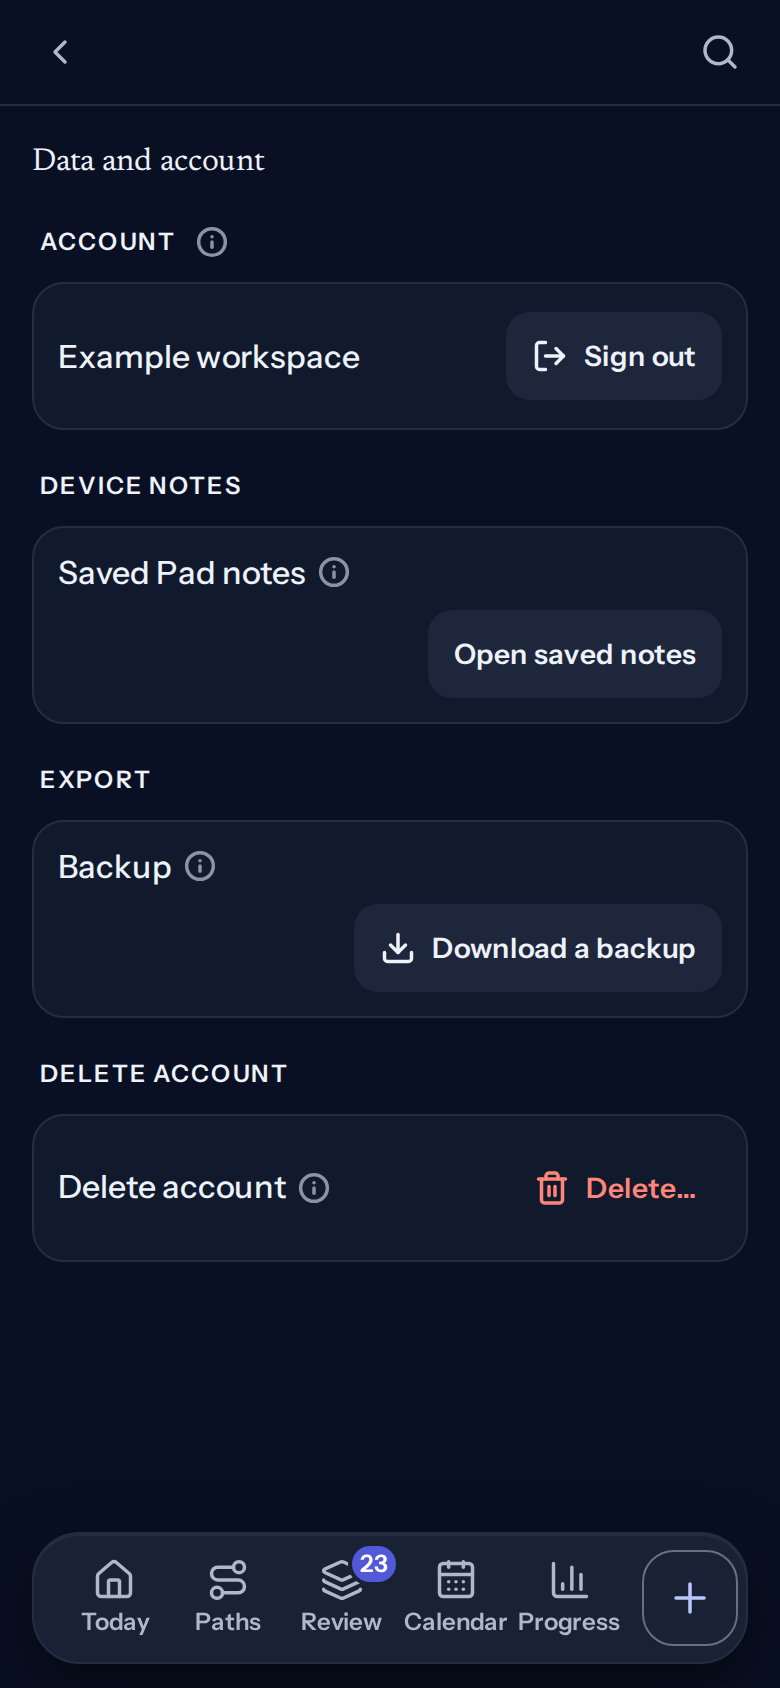 Data and account
ACCOUNT
Example workspace
Sign out
DEVICE NOTES
Saved Pad notes
Open saved notes
EXPORT
Backup
Download a backup
DELETE ACCOUNT
Delete account
Delete...
23
Today Paths Review Calendar Progress